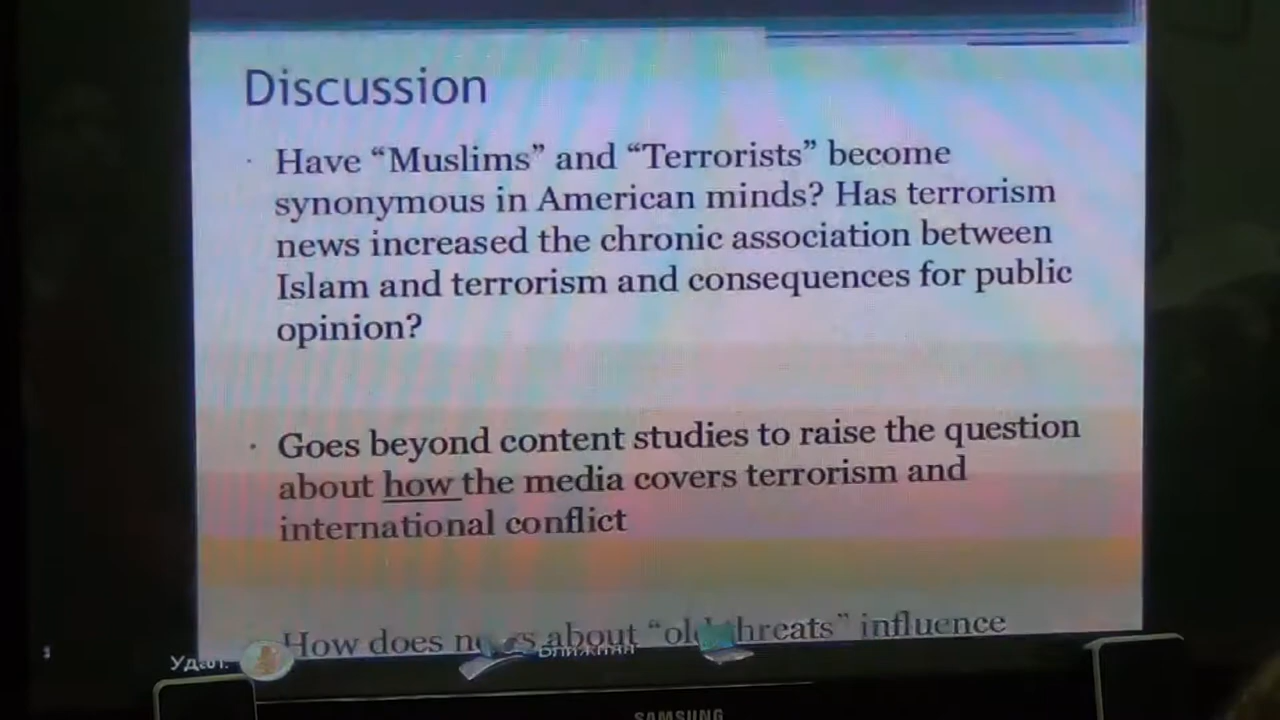 Discussion
· Have “Muslims” and “Terrorists” become
synonymous in American minds? Has terrorism
news increased the chronic association between
Islam and terrorism and consequences for public
opinion?
· Goes beyond content studies to raise the question
about how the media covers terrorism and
international conflict
How does about “old threats” influence
SAMSUNG